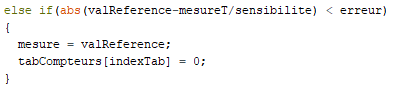 else if(abs(valReference-mesureT/sensibilite) < erreur)
{
  mesure = valReference;
  tabCompteurs[indexTab] = 0;
}